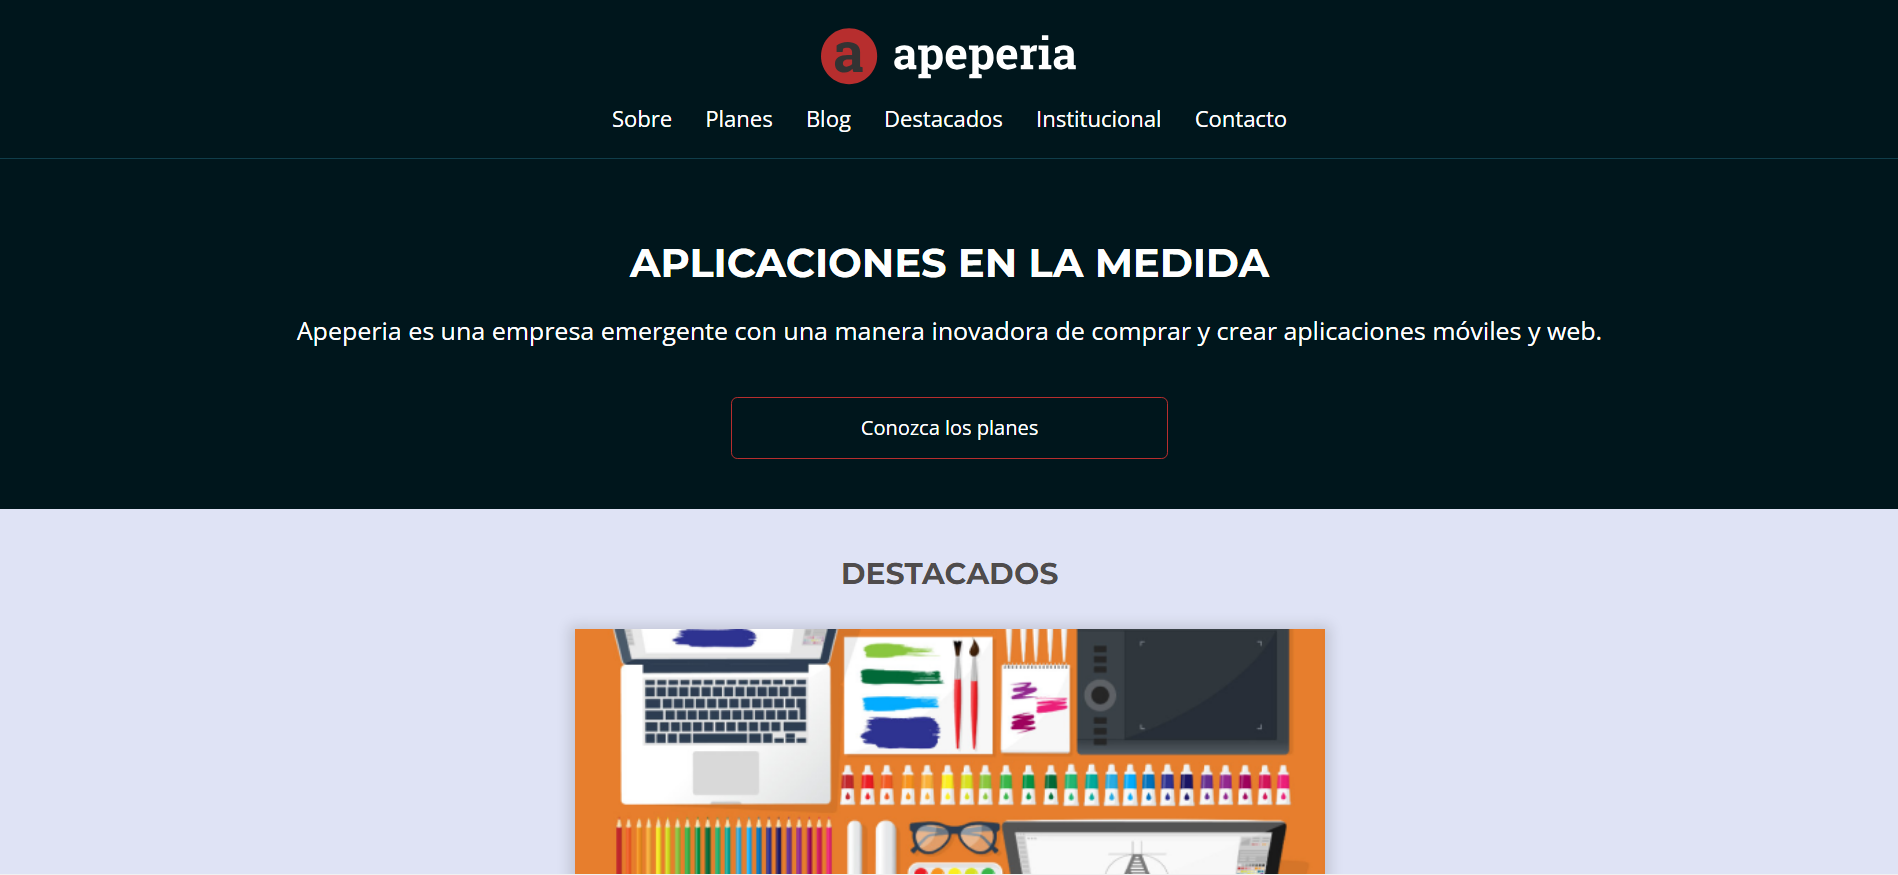 a apeperia
Sobre Planes Blog Destacados Institucional Contacto
APLICACIONES EN LA MEDIDA
Apeperia es una empresa emergente con una manera inovadora de comprar y crear aplicaciones móviles y web.
Conozca los planes
DESTACADOS